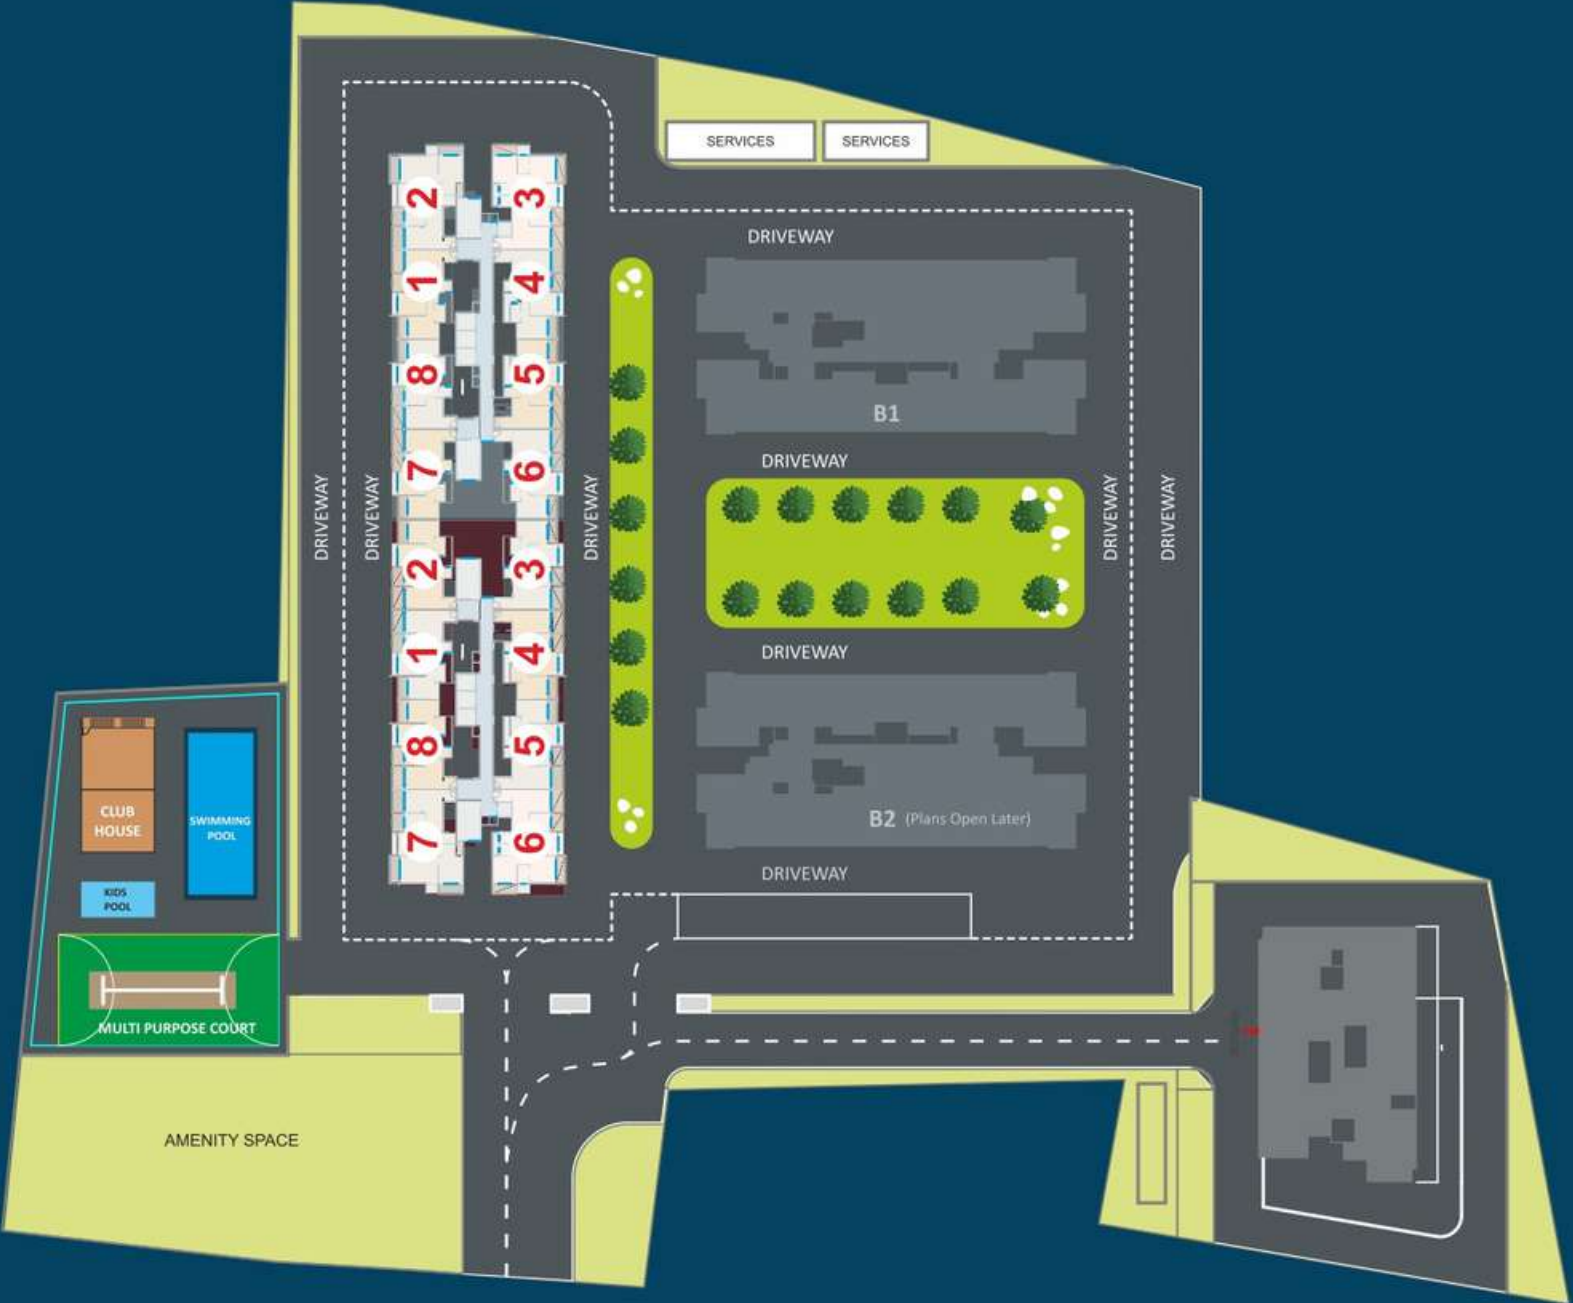 SERVICES
SERVICES
2
3
DRIVEWAY
1
4
8
5
B1
DRIVEWAY
7
6
DRIVEWAY
DRIVEWAY
DRIVEWAY
DRIVEWAY
DRIVEWAY
2
3
1
4
DRIVEWAY
8
5
CLUB
HOUSE
SWIMMING
POOL
B2 (Plans Open Later)
7
6
DRIVEWAY
KIDS
POOL
MULTI PURPOSE COURT
AMENITY SPACE